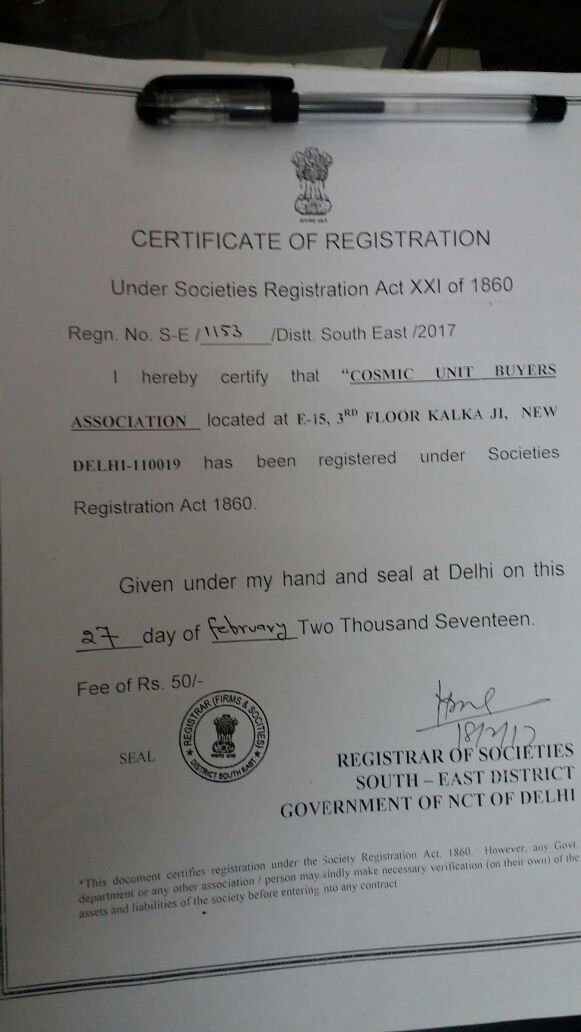 CERTIFICATE OF REGISTRATION
Under Societies Registration Act XXI of 1860
Regn. No. S-E / 1153 /Distt. South East /2017
I hereby certify that “COSMIC UNIT BUYERS
ASSOCIATION located at E-15, 3RD FLOOR KALKA JI, NEW
DELHI-110019 has been registered under Societies
Registration Act 1860.
Given under my hand and seal at Delhi on this
27 day of february Two Thousand Seventeen.
Fee of Rs. 50/-
REGISTRAR (FIRMS & SOCITIES)
DISTRICT SOUTH EAST
SEAL
REGISTRAR OF SOCIETIES
SOUTH – EAST DISTRICT
GOVERNMENT OF NCT OF DELHI
*This document certifies registration under the Society Registration Act, 1860. However, any Govt.
department or any other association / person may kindly make necessary verification (on their own) of the
assets and liabilities of the society before entering into any contract